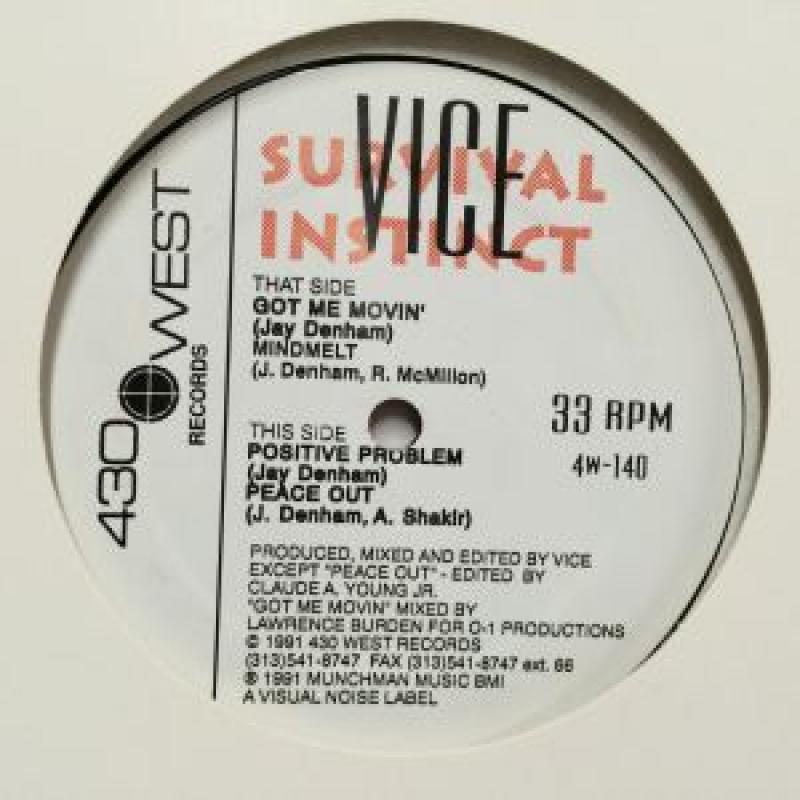 430 WEST
RECORDS
VICE
SURVIVAL
INSTINCT
THAT SIDE
GOT ME MOVIN'
(Jay Denham)
MINDMELT
(J. Denham, R. McMillon)
33 RPM
4W-140
THIS SIDE
POSITIVE PROBLEM
(Jay Denham)
PEACE OUT
(J. Denham, A. Shakir)
PRODUCED, MIXED AND EDITED BY VICE
EXCEPT "PEACE OUT" - EDITED BY
CLAUDE A. YOUNG JR.
"GOT ME MOVIN" MIXED BY
LAWRENCE BURDEN FOR 0-1 PRODUCTIONS
© 1991 430 WEST RECORDS
(313)541-8747 FAX (313)541-8747 ext. 66
℗ 1991 MUNCHMAN MUSIC BMI
A VISUAL NOISE LABEL